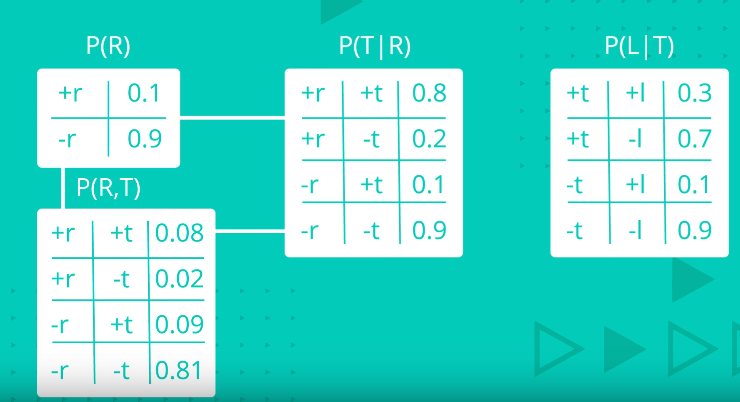 P(R)
+r 0.1
-r 0.9
P(T|R)
+r +t 0.8
+r -t 0.2
-r +t 0.1
-r -t 0.9
P(L|T)
+t +l 0.3
+t -l 0.7
-t +l 0.1
-t -l 0.9
P(R,T)
+r +t 0.08
+r -t 0.02
-r +t 0.09
-r -t 0.81